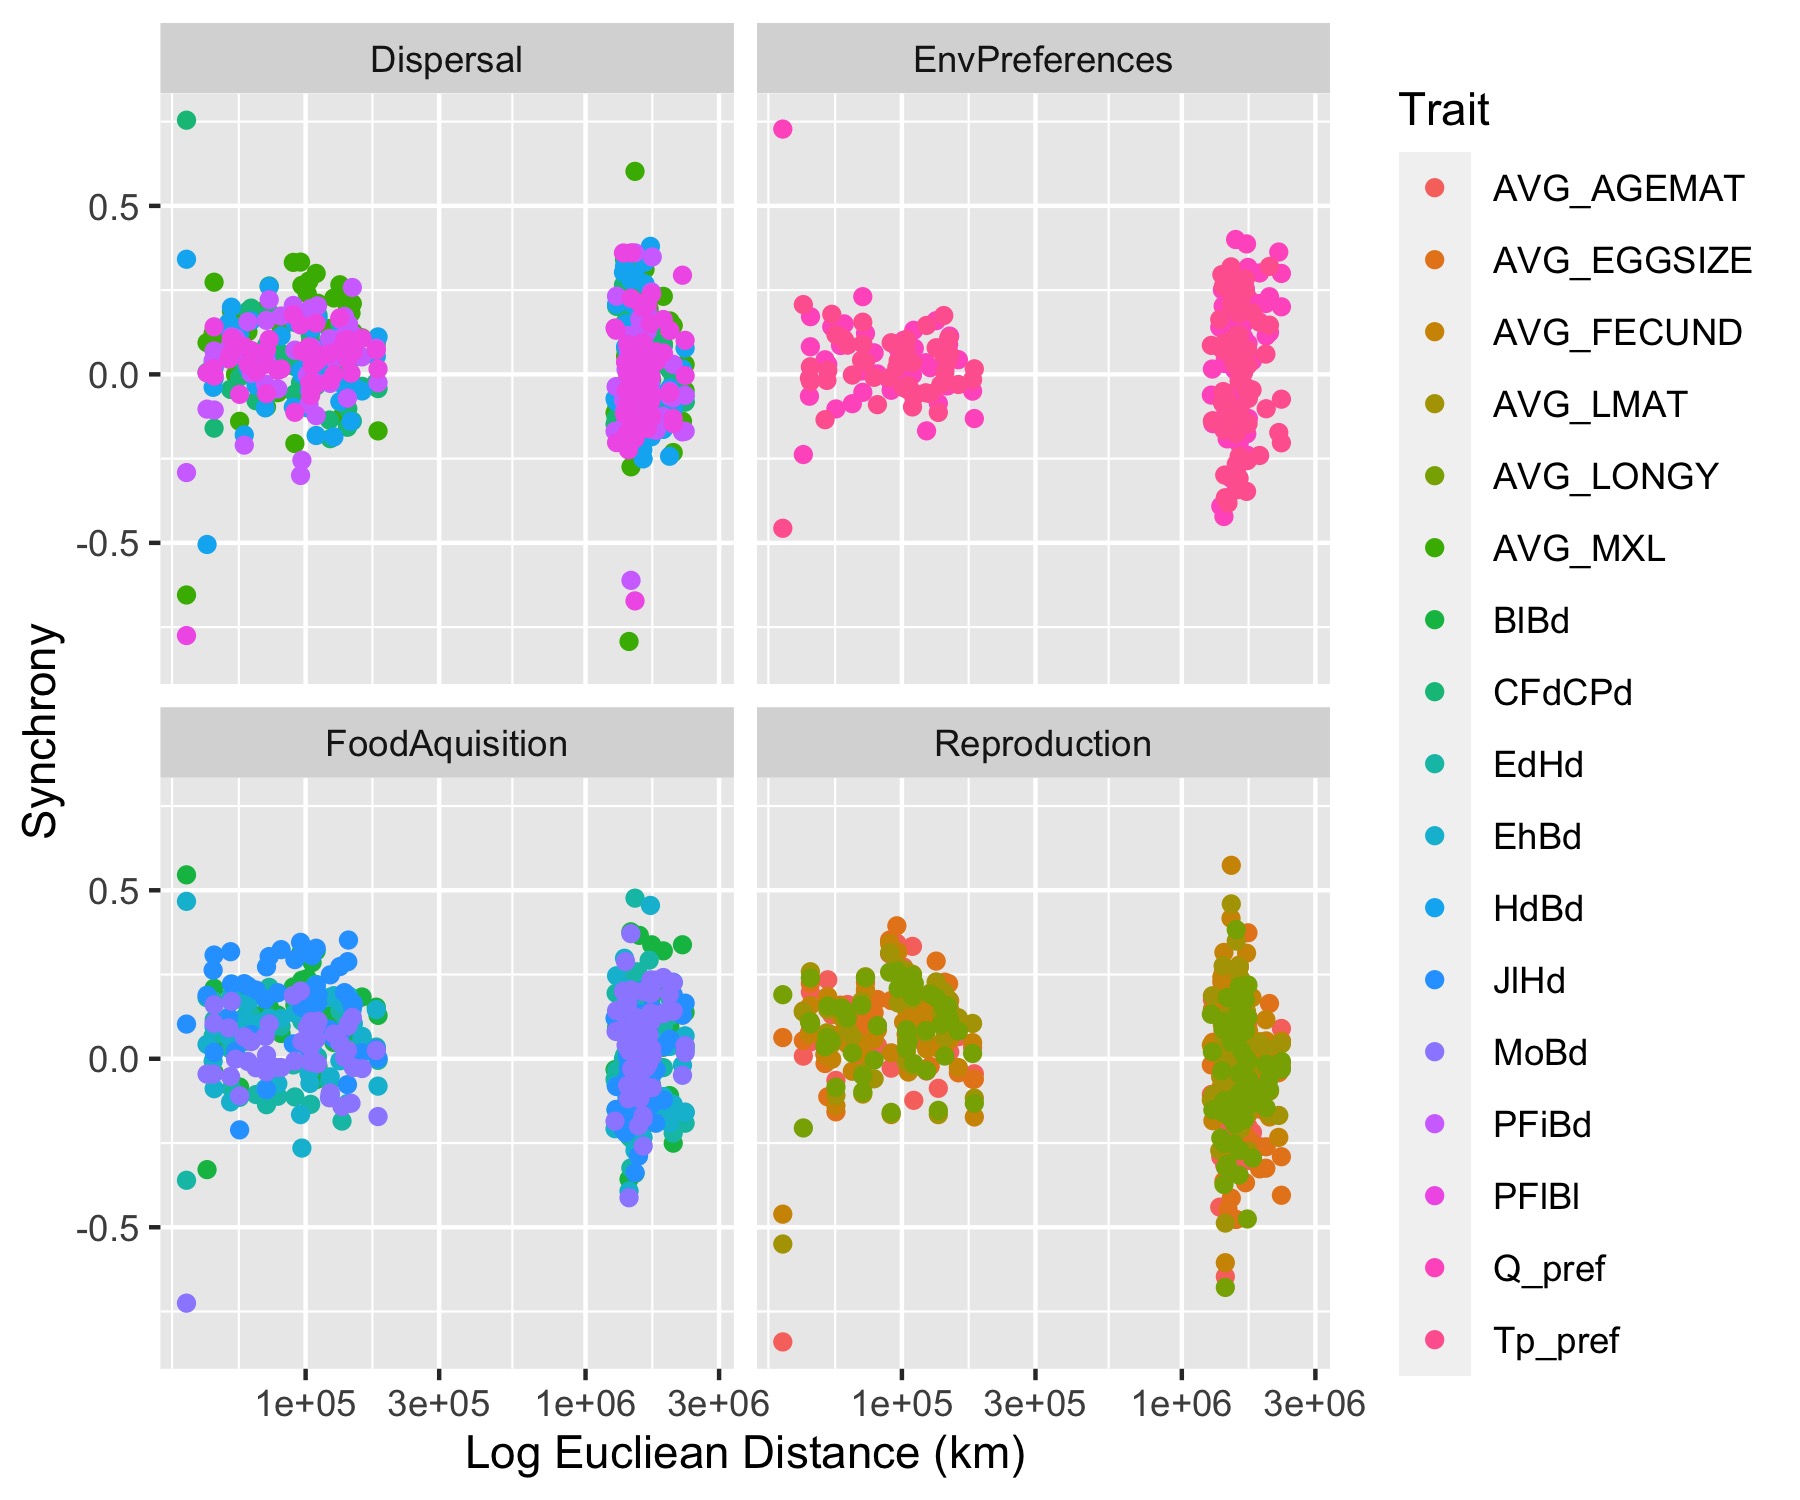 Dispersal
EnvPreferences
0.5
0.0
-0.5
FoodAquisition
Reproduction
0.5
0.0
-0.5
Synchrony
1e+05
3e+05
1e+06
3e+06
1e+05
3e+05
1e+06
3e+06
Log Eucliean Distance (km)
Trait
AVG_AGEMAT
AVG_EGGSIZE
AVG_FECUND
AVG_LMAT
AVG_LONGY
AVG_MXL
BlBd
CFdCPd
EdHd
EhBd
HdBd
JlHd
MoBd
PFiBd
PFlBl
Q_pref
Tp_pref